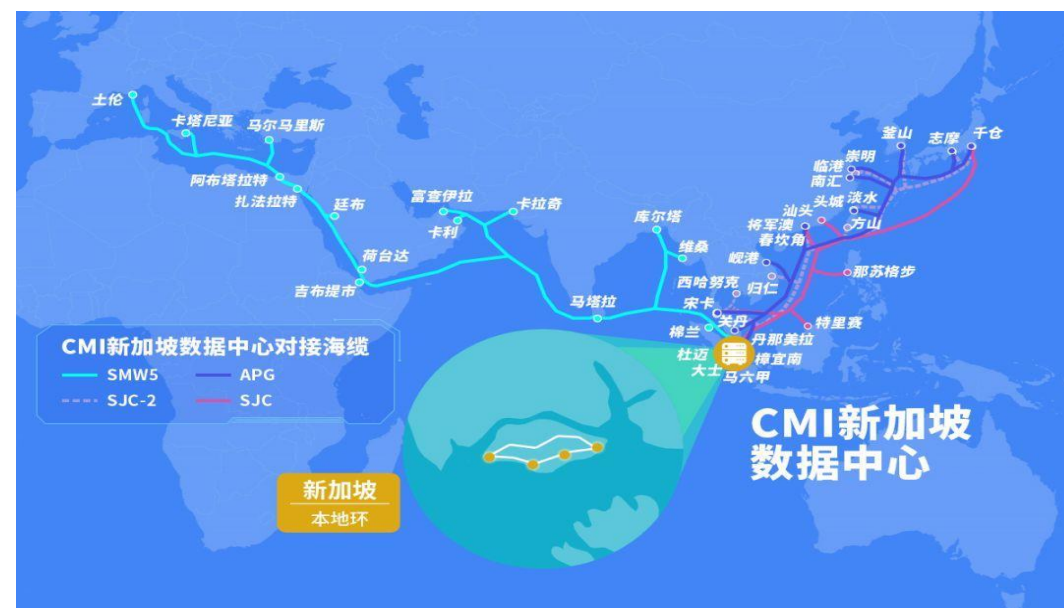 土伦
卡塔尼亚
马尔马里斯
阿布塔拉特
扎法拉特
廷布
荷台达
吉布提市
富查伊拉
卡利
卡拉奇
马塔拉
库尔塔
维桑
釜山
志摩
千仓
崇明
临港
南汇
头城
淡水
汕头
方山
将军澳
春坎角
岘港
西哈努克
归仁
那苏格步
宋卡
特里赛
关丹
棉兰
丹那美拉
杜迈
樟宜南
大士
马六甲
CMI新加坡数据中心对接海缆
SMW5
APG
SJC-2
SJC
CMI新加坡
数据中心
新加坡
本地环